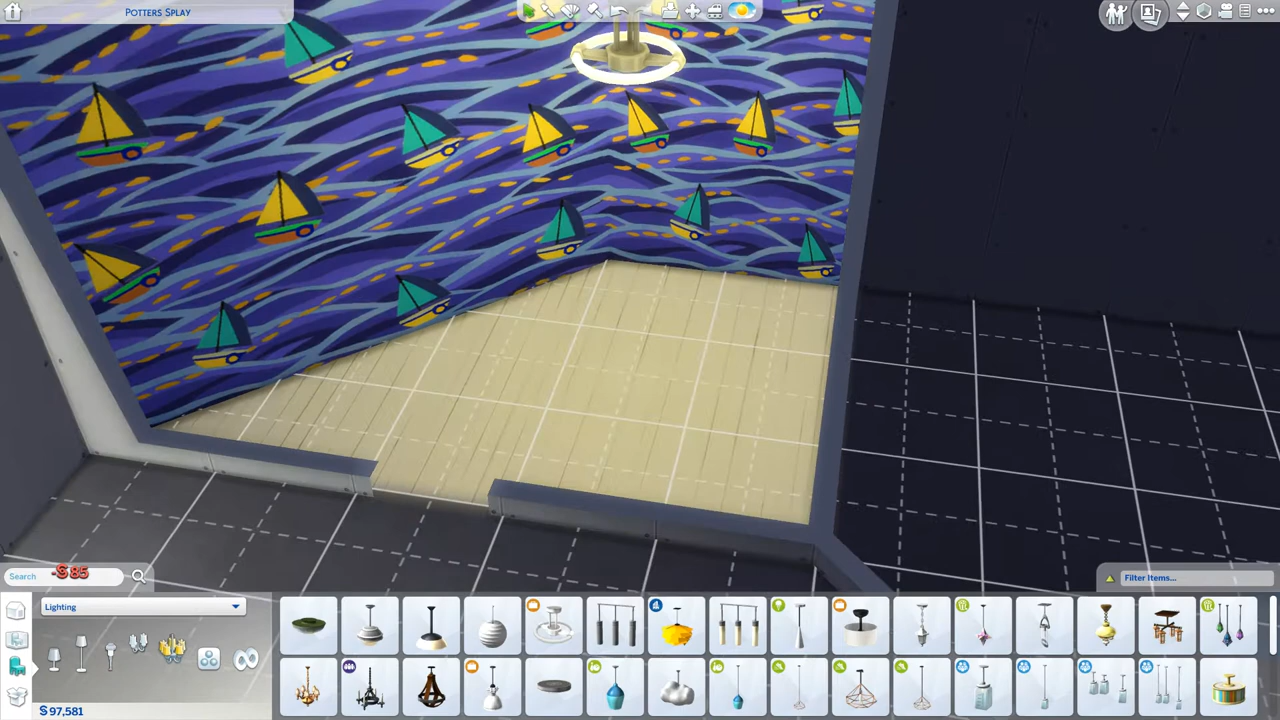 POTTERS SPLAY
Search
-$85
Filter Items...
Lighting
$97,581